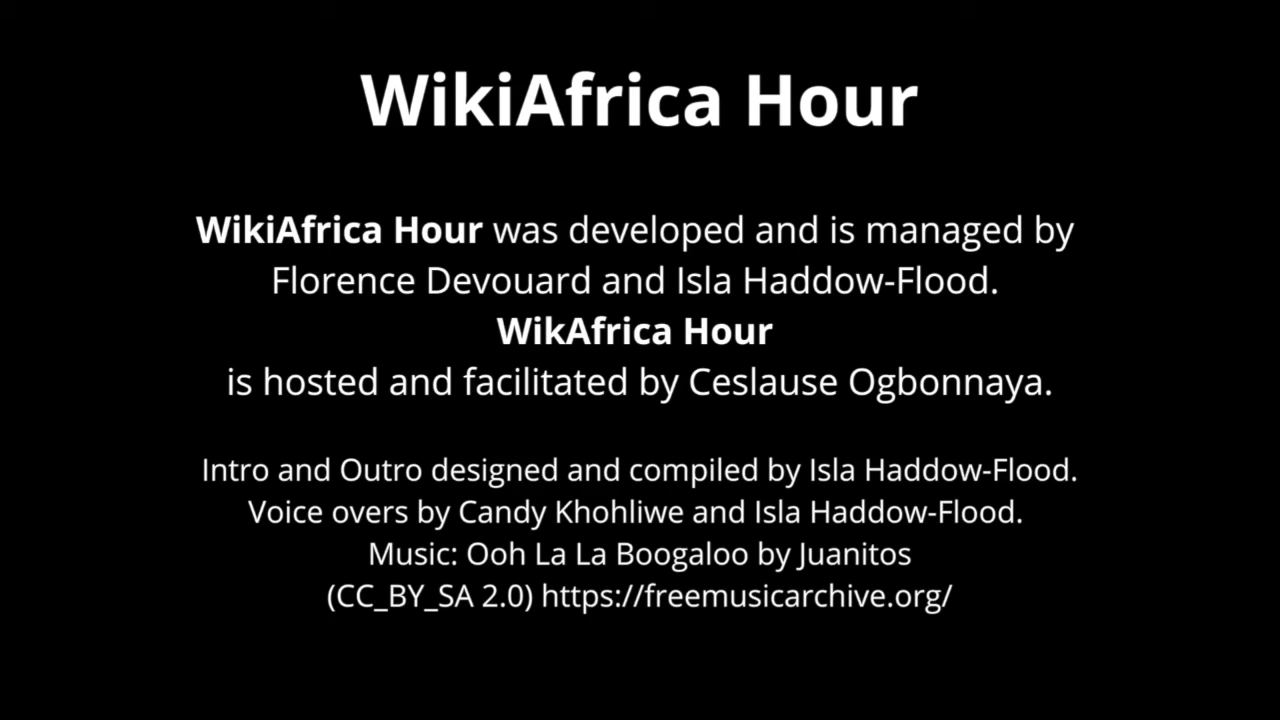 WikiAfrica Hour
WikiAfrica Hour was developed and is managed by
Florence Devouard and Isla Haddow-Flood.
WikAfrica Hour
is hosted and facilitated by Ceslause Ogbonnaya.
Intro and Outro designed and compiled by Isla Haddow-Flood.
Voice overs by Candy Khohliwe and Isla Haddow-Flood.
Music: Ooh La La Boogaloo by Juanitos
(CC_BY_SA 2.0) https://freemusicarchive.org/